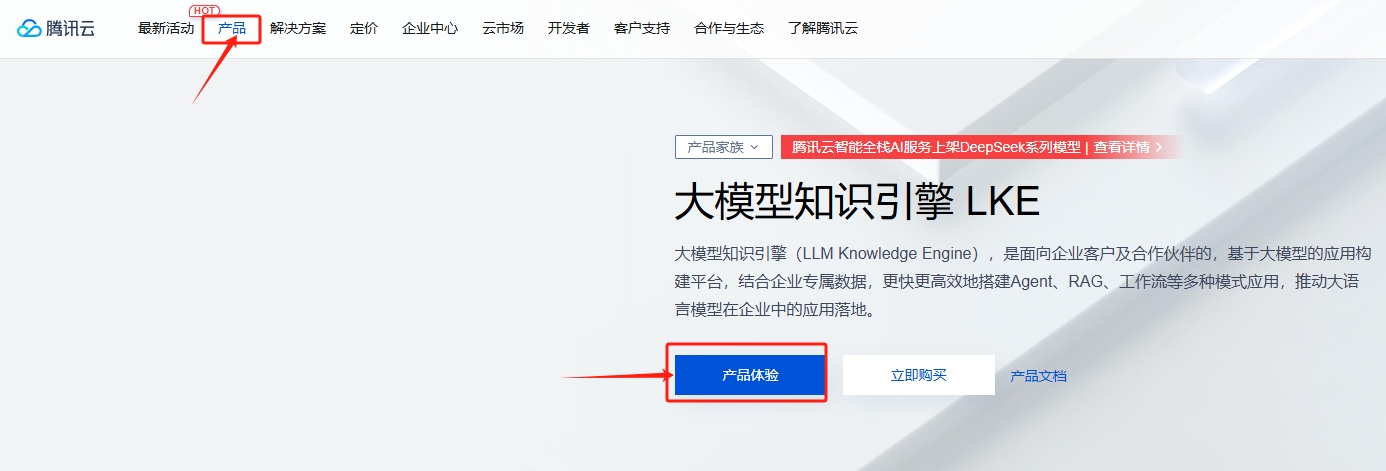 腾讯云
最新活动 HOT 产品 解决方案 定价 企业中心 云市场 开发者 客户支持 合作与生态 了解腾讯云
产品家族 腾讯云智能全栈AI服务上架DeepSeek系列模型 | 查看详情
大模型知识引擎 LKE
大模型知识引擎（LLM Knowledge Engine），是面向企业客户及合作伙伴的，基于大模型的应用构
建平台，结合企业专属数据，更快更高效地搭建Agent、RAG、工作流等多种模式应用，推动大语
言模型在企业中的应用落地。
产品体验 立即购买 产品文档